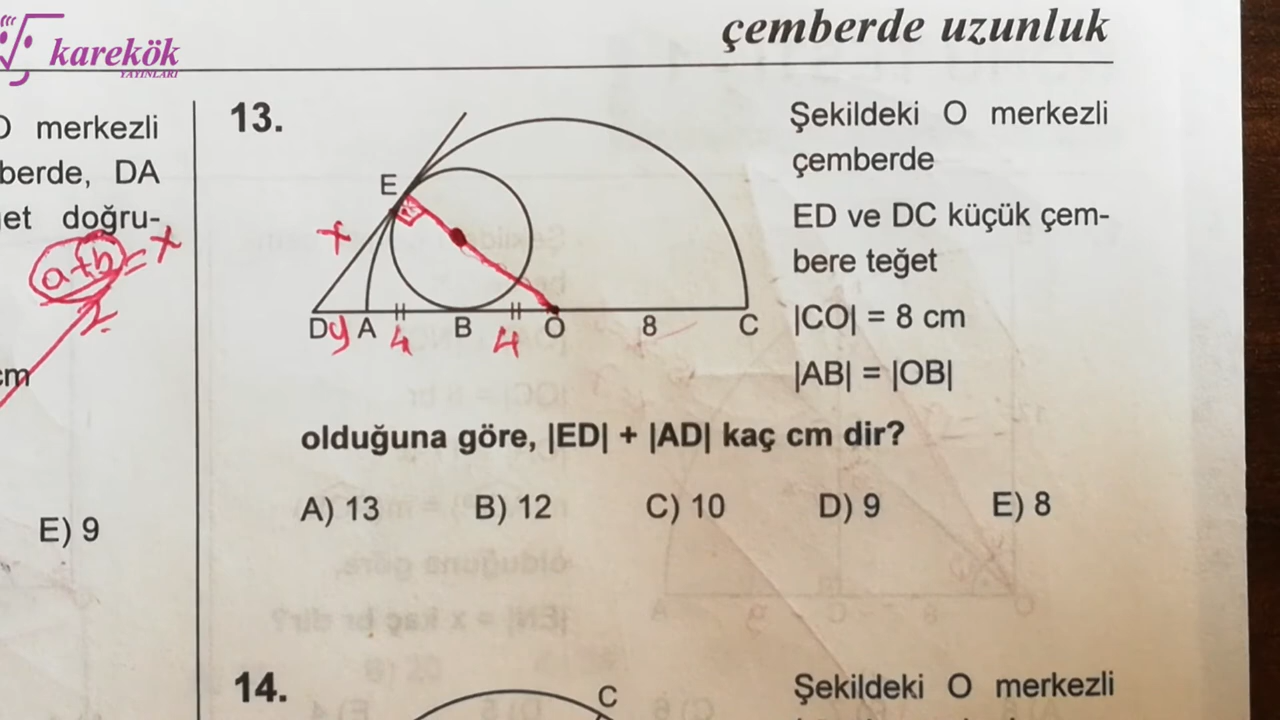 karekök
YAYINLARI
çemberde uzunluk
O merkezli
berde, DA
et doğru-
a+b = x
2
cm
E) 9
13.
E
x
D y A 4 B 4 O 8 C
Şekildeki O merkezli
çemberde
ED ve DC küçük çem-
bere teğet
|CO| = 8 cm
|AB| = |OB|
olduğuna göre, |ED| + |AD| kaç cm dir?
A) 13 B) 12 C) 10 D) 9 E) 8
14.
C
Şekildeki O merkezli